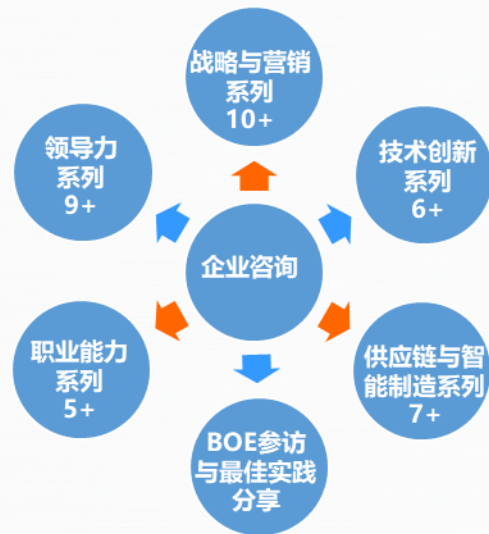 战略与营销
系列
10+
领导力
系列
9+
技术创新
系列
6+
企业咨询
职业能力
系列
5+
供应链与智
能制造系列
7+
BOE参访
与最佳实践
分享